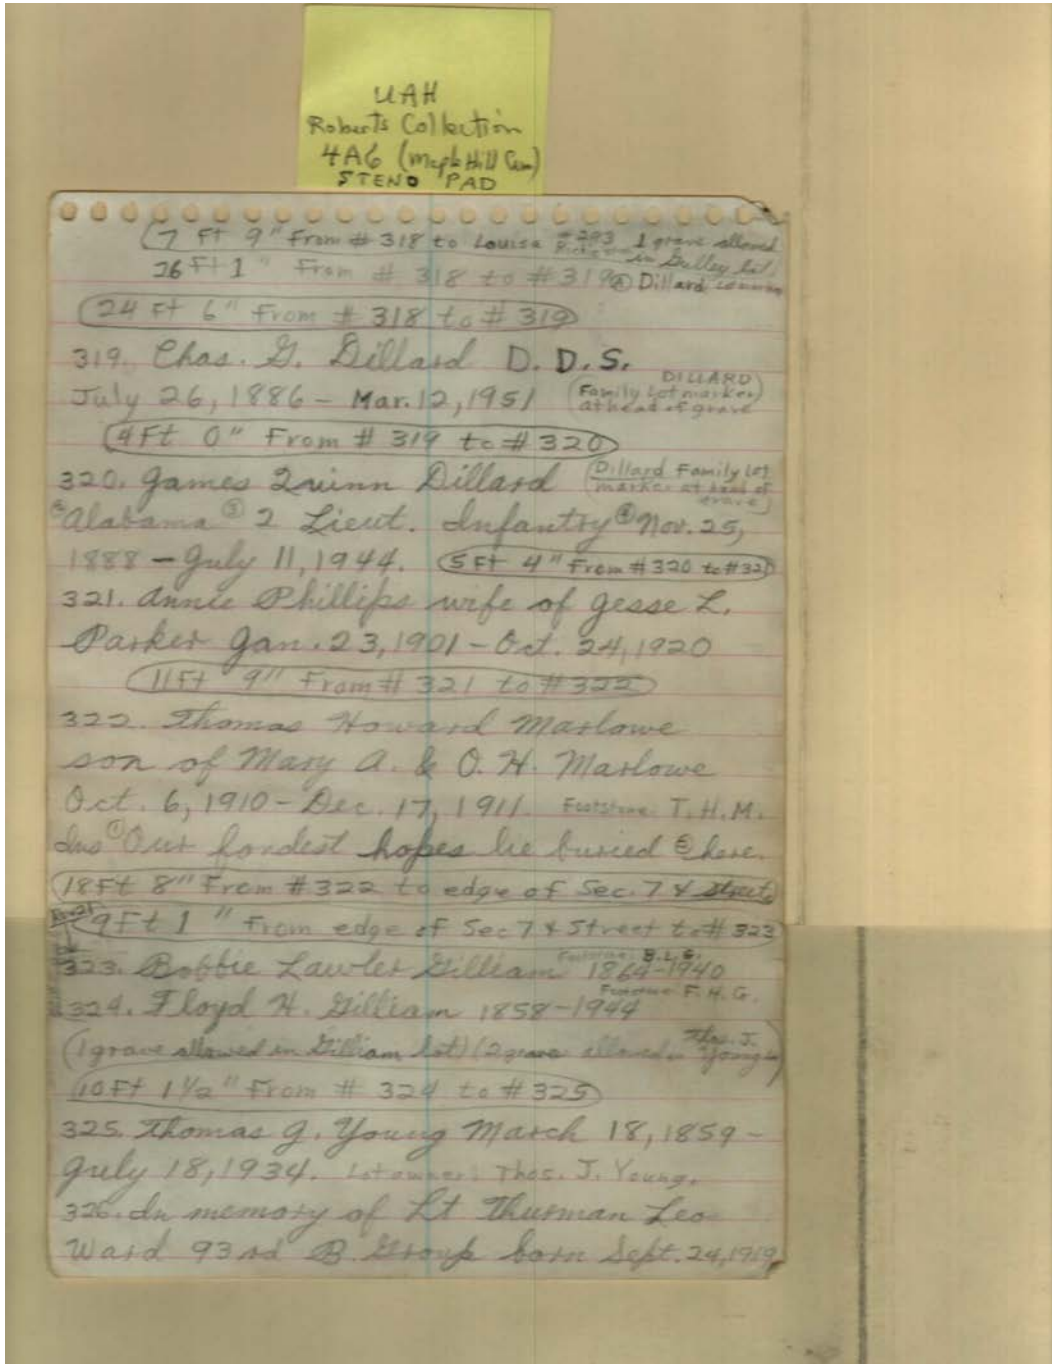 UAH
Roberts Collection
4A6 (Maple Hill Cem)
STENO PAD
7 Ft 9" From # 318 to Louisa #293 1 grave allowed
in Gulley lot
26 Ft 1" From # 318 to # 319 Dillard
24 Ft 6" From # 318 to # 319
319. Chas. G. Dillard D.D.S.
July 26, 1886 - Mar. 12, 1951 (DILLARD
Family Lot marker
at head of grave)
4 Ft 0" From # 319 to # 320
320. James Quinn Dillard (Dillard Family Lot
marker at head of
grave)
② Alabama ③ 2 Lieut. Infantry ④ Nov. 25,
1888 - July 11, 1944. 5 Ft 4" From # 320 to # 321
321. Annie Phillips wife of Jesse L.
Parker Jan. 23, 1901 - Oct. 24, 1920
11 Ft 9" From # 321 to # 322
322. Thomas Howard Marlowe
son of Mary A. & O. H. Marlowe
Oct. 6, 1910 - Dec. 17, 1911. Footstone: T.H.M.
Ins ① Our fondest hopes lie buried ② here.
18 Ft 8" From # 322 to edge of Sec. 7 & street
9 Ft 1" From edge of Sec 7 & Street to # 323
323. Bobbie Lawler Gilliam Footstone: B.L.G. 1864-1940
324. Floyd H. Gilliam 1858-1944 Footstone F.H.G.
(1 grave allowed in Gilliam lot) (2 graves allowed in Thos. J. Young lot)
10 Ft 1 1/2" From # 324 to # 325
325. Thomas J. Young March 18, 1859 -
July 18, 1934. Lot owner: Thos. J. Young.
326. In memory of Lt Thurman Leo
Ward 93rd B. Group born Sept. 24, 1919